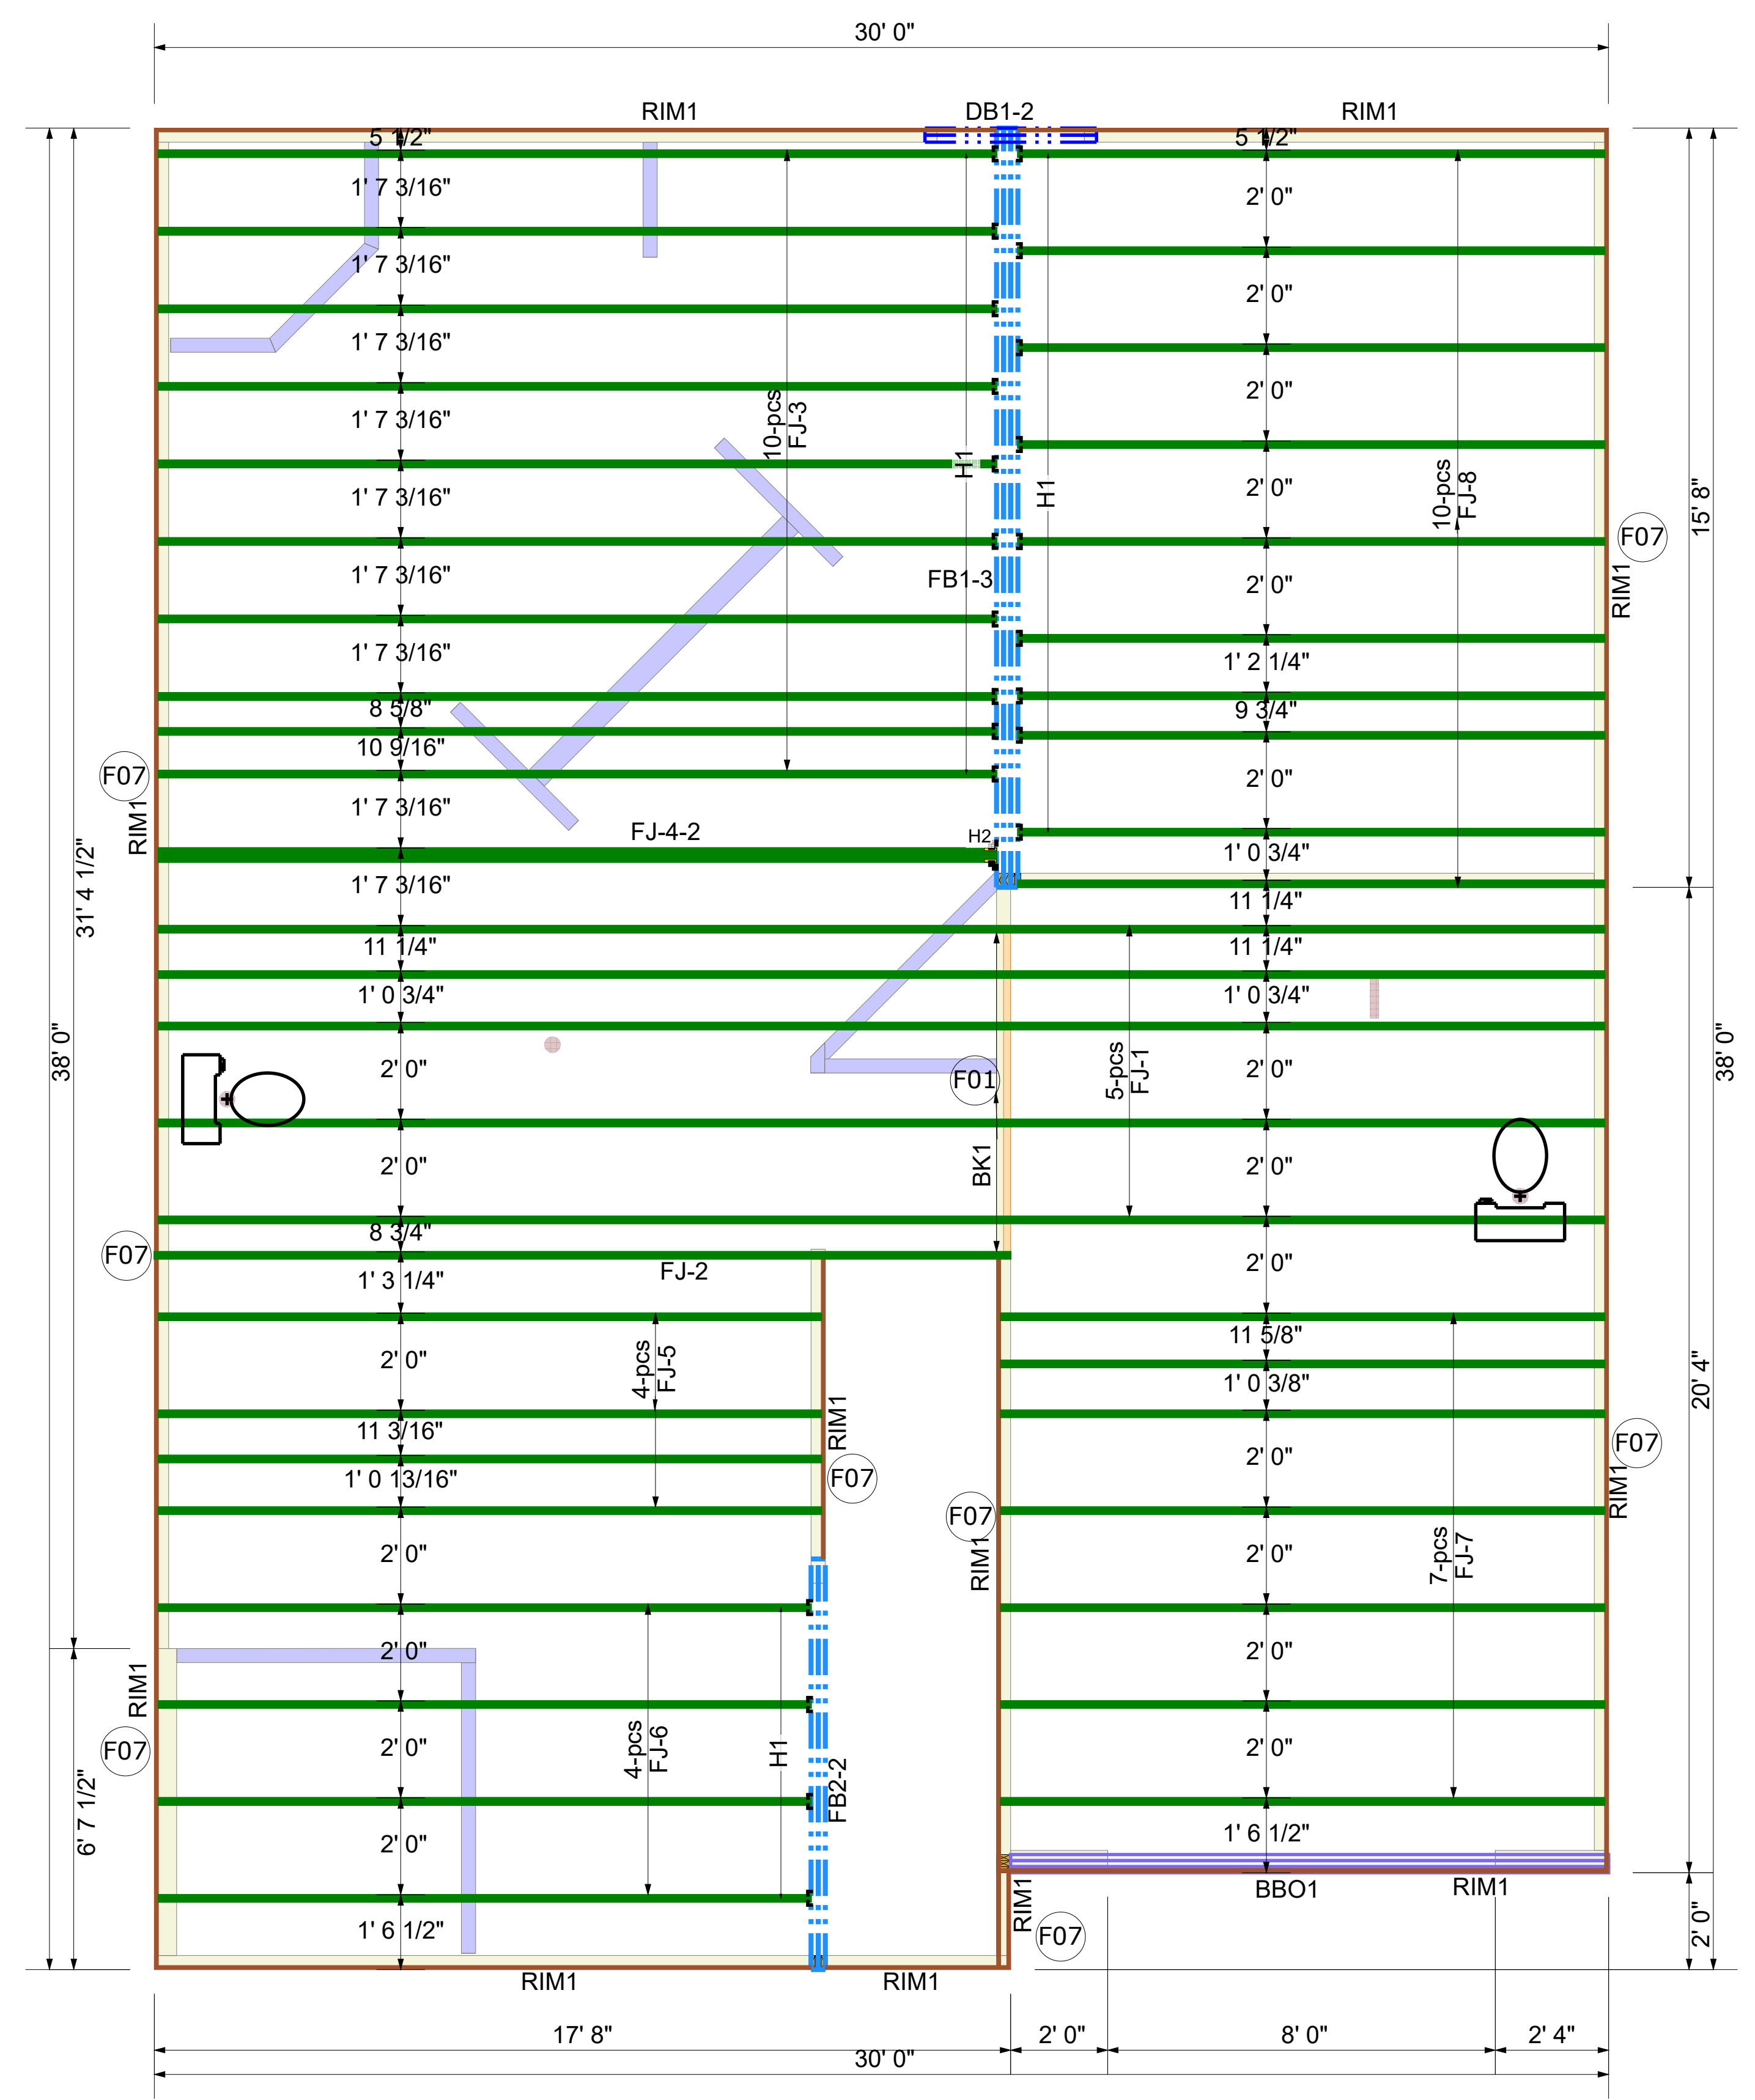 30' 0"
RIM1
DB1-2
RIM1
5 1/2"
5 1/2"
1' 7 3/16"
2' 0"
1' 7 3/16"
2' 0"
1' 7 3/16"
2' 0"
1' 7 3/16"
10-pcs
FJ-3
H1
H1
2' 0"
10-pcs
FJ-8
15' 8"
1' 7 3/16"
F07
1' 7 3/16"
FB1-3
2' 0"
RIM1
1' 7 3/16"
1' 2 1/4"
8 5/8"
9 3/4"
10 9/16"
F07
2' 0"
1' 7 3/16"
RIM1
FJ-4-2
H2
1' 0 3/4"
31' 4 1/2"
1' 7 3/16"
11 1/4"
11 1/4"
11 1/4"
1' 0 3/4"
1' 0 3/4"
38' 0"
2' 0"
F01
5-pcs
FJ-1
2' 0"
38' 0"
2' 0"
BK1
2' 0"
8 3/4"
F07
1' 3 1/4"
FJ-2
2' 0"
2' 0"
4-pcs
FJ-5
11 5/8"
1' 0 3/8"
20' 4"
11 3/16"
RIM1
F07
1' 0 13/16"
F07
2' 0"
RIM1
F07
RIM1
2' 0"
2' 0"
7-pcs
FJ-7
2' 0"
RIM1
2' 0"
F07
2' 0"
4-pcs
FJ-6
H1
FB2-2
2' 0"
6' 7 1/2"
2' 0"
1' 6 1/2"
BBO1
RIM1
1' 6 1/2"
RIM1
F07
2' 0"
RIM1
RIM1
17' 8"
2' 0"
8' 0"
2' 4"
30' 0"